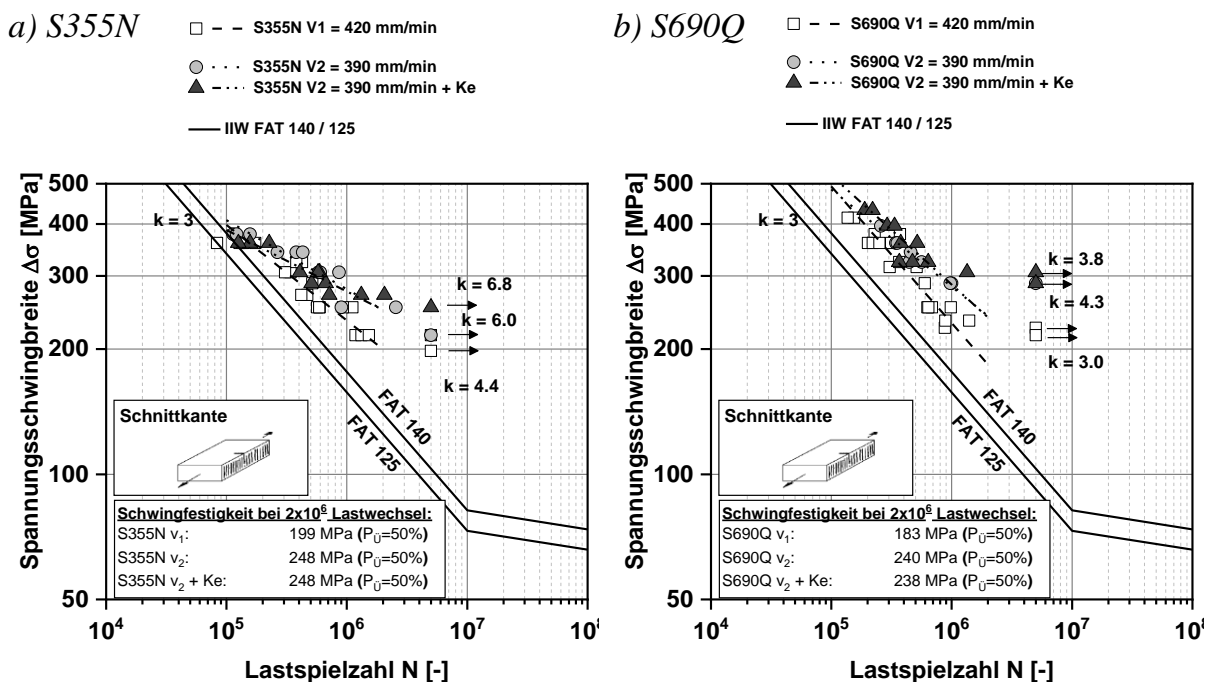 a) S355N
S355N V1 = 420 mm/min
S355N V2 = 390 mm/min
S355N V2 = 390 mm/min + Ke
IIW FAT 140 / 125
Spannungsschwingbreite Δσ [MPa]
500
400
300
200
100
50
k = 3
k = 6.8
k = 6.0
k = 4.4
FAT 140
FAT 125
Schnittkante
Schwingfestigkeit bei 2x10⁶ Lastwechsel:
S355N v₁: 199 MPa (P_Ü=50%)
S355N v₂: 248 MPa (P_Ü=50%)
S355N v₂ + Ke: 248 MPa (P_Ü=50%)
10⁴ 10⁵ 10⁶ 10⁷
Lastspielzahl N [-]
b) S690Q
S690Q V1 = 420 mm/min
S690Q V2 = 390 mm/min
S690Q V2 = 390 mm/min + Ke
IIW FAT 140 / 125
Spannungsschwingbreite Δσ [MPa]
500
400
300
200
100
50
k = 3
k = 3.8
k = 4.3
k = 3.0
FAT 140
FAT 125
Schnittkante
Schwingfestigkeit bei 2x10⁶ Lastwechsel:
S690Q v₁: 183 MPa (P_Ü=50%)
S690Q v₂: 240 MPa (P_Ü=50%)
S690Q v₂ + Ke: 238 MPa (P_Ü=50%)
10⁴ 10⁵ 10⁶ 10⁷
Lastspielzahl N [-]